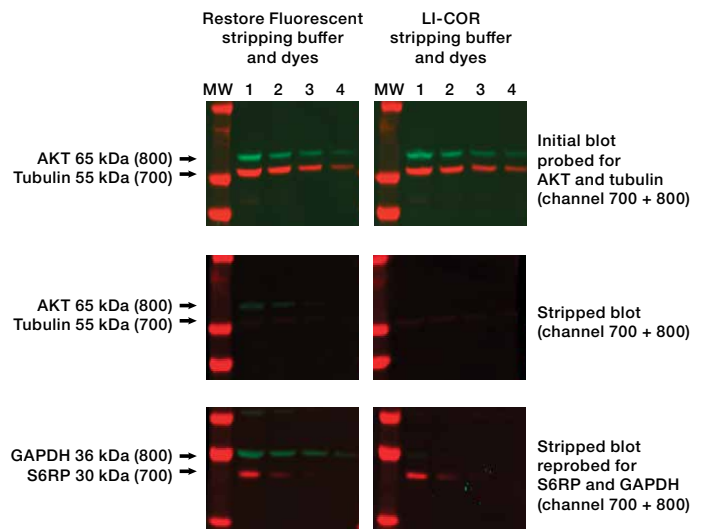 Restore Fluorescent
stripping buffer
and dyes
LI-COR
stripping buffer
and dyes
MW 1 2 3 4
MW 1 2 3 4
AKT 65 kDa (800)
Tubulin 55 kDa (700)
Initial blot
probed for
AKT and tubulin
(channel 700 + 800)
AKT 65 kDa (800)
Tubulin 55 kDa (700)
Stripped blot
(channel 700 + 800)
GAPDH 36 kDa (800)
S6RP 30 kDa (700)
Stripped blot
reprobed for
S6RP and GAPDH
(channel 700 + 800)